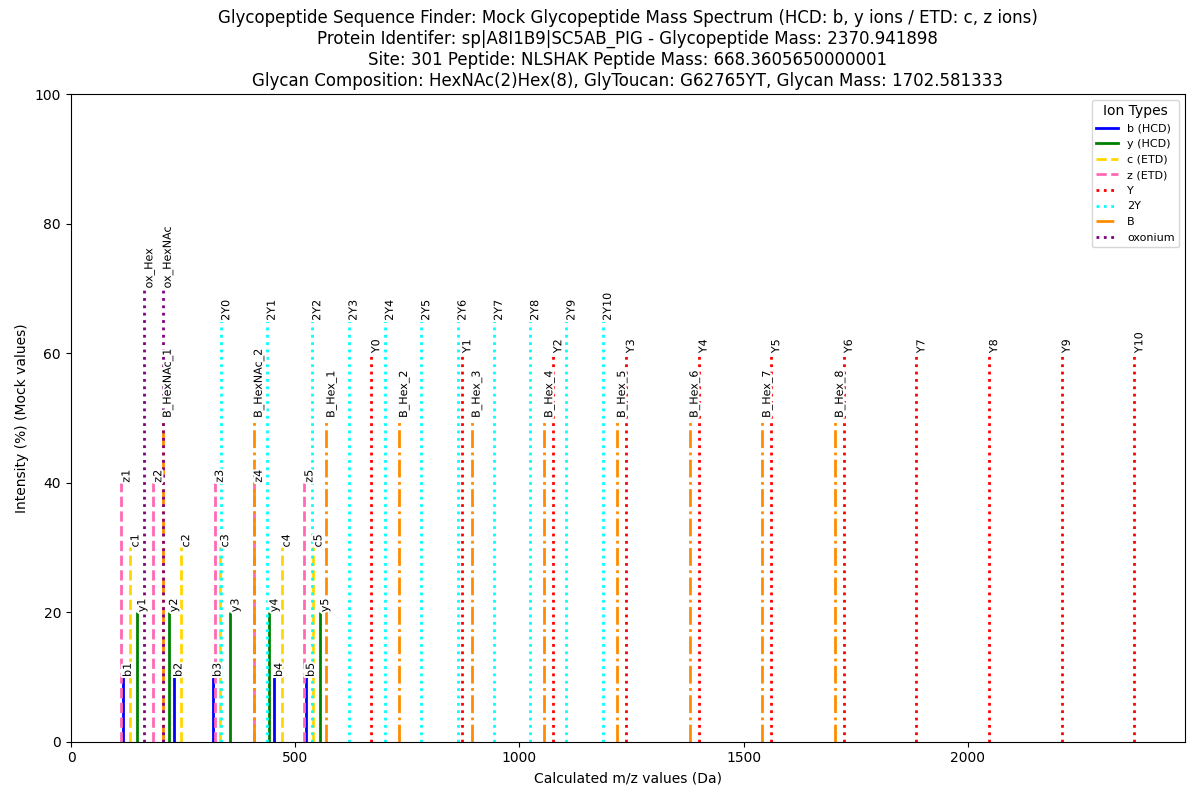 Glycopeptide Sequence Finder: Mock Glycopeptide Mass Spectrum (HCD: b, y ions / ETD: c, z ions)
Protein Identifer: sp|A8I1B9|SC5AB_PIG - Glycopeptide Mass: 2370.941898
Site: 301 Peptide: NLSHAK Peptide Mass: 668.3605650000001
Glycan Composition: HexNAc(2)Hex(8), GlyToucan: G62765YT, Glycan Mass: 1702.581333
Intensity (%) (Mock values)
100
80
60
40
20
0
Ion Types
b (HCD)
y (HCD)
c (ETD)
z (ETD)
Y
2Y
B
oxonium
ox_Hex
ox_HexNAc
2Y0
2Y1
2Y2
2Y3
2Y4
2Y5
2Y6
2Y7
2Y8
2Y9
2Y10
Y0
Y1
Y2
Y3
Y4
Y5
Y6
Y7
Y8
Y9
Y10
B_HexNAc_1
B_HexNAc_2
B_Hex_1
B_Hex_2
B_Hex_3
B_Hex_4
B_Hex_5
B_Hex_6
B_Hex_7
B_Hex_8
z1
z2
z3
z4
z5
c1
c2
c3
c4
c5
y1
y2
y3
y4
y5
b1
b2
b3
b4
b5
0
500
1000
1500
2000
Calculated m/z values (Da)